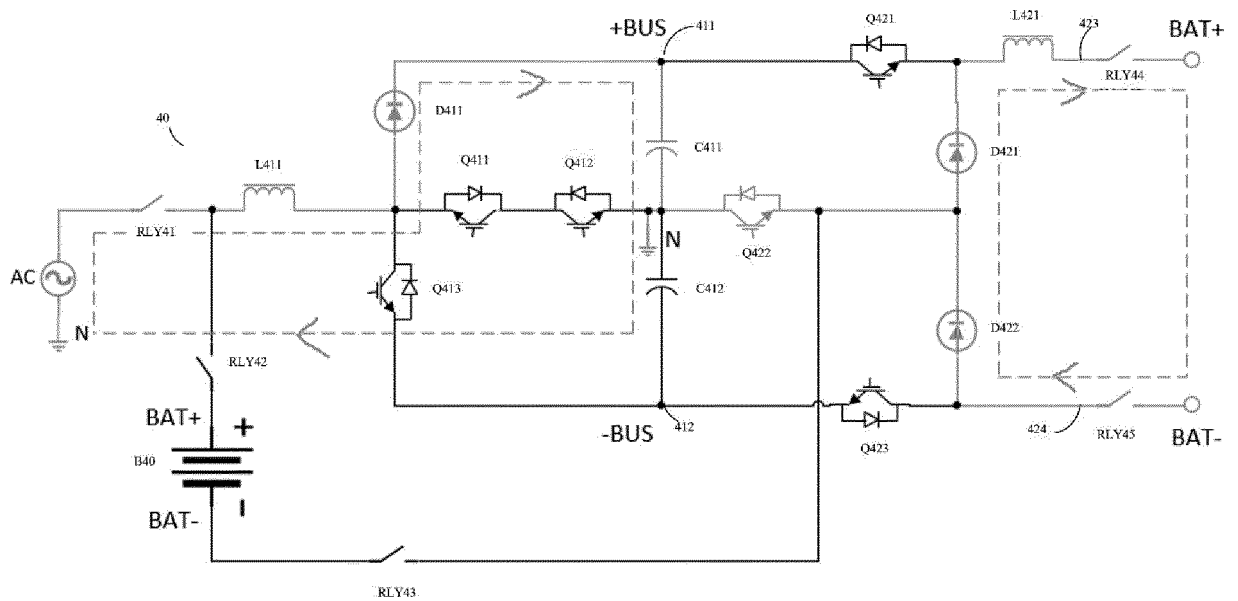 +BUS
411
Q421
L421
423
BAT+
RLY44
40
D411
Q411
Q412
C411
D421
L411
RLY41
N
Q422
AC
Q413
C412
D422
N
RLY42
BAT+
+
-BUS
412
Q423
424
RLY45
BAT-
B40
BAT-
RLY43